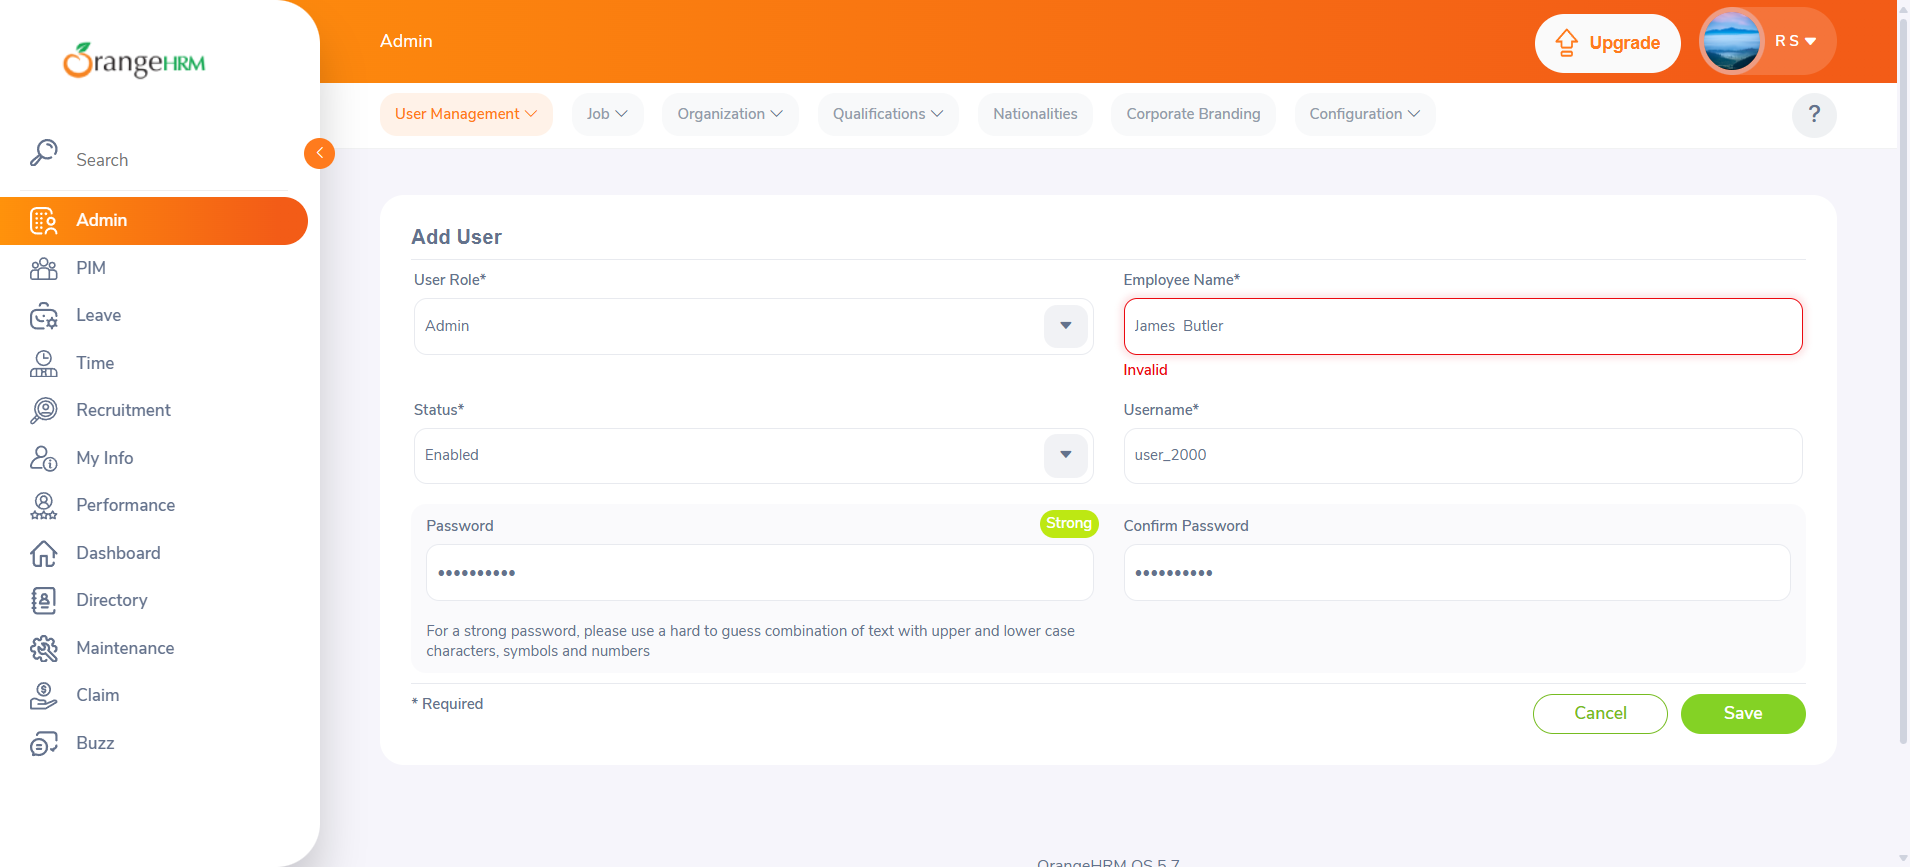 OrangeHRM
Search
Admin
PIM
Leave
Time
Recruitment
My Info
Performance
Dashboard
Directory
Maintenance
Claim
Buzz
Admin
Upgrade
R S
User Management
Job
Organization
Qualifications
Nationalities
Corporate Branding
Configuration
?
Add User
User Role*
Admin
Employee Name*
James  Butler
Invalid
Status*
Enabled
Username*
user_2000
Password
Strong
••••••••••
Confirm Password
••••••••••
For a strong password, please use a hard to guess combination of text with upper and lower case
characters, symbols and numbers
* Required
Cancel
Save
OrangeHRM OS 5.7